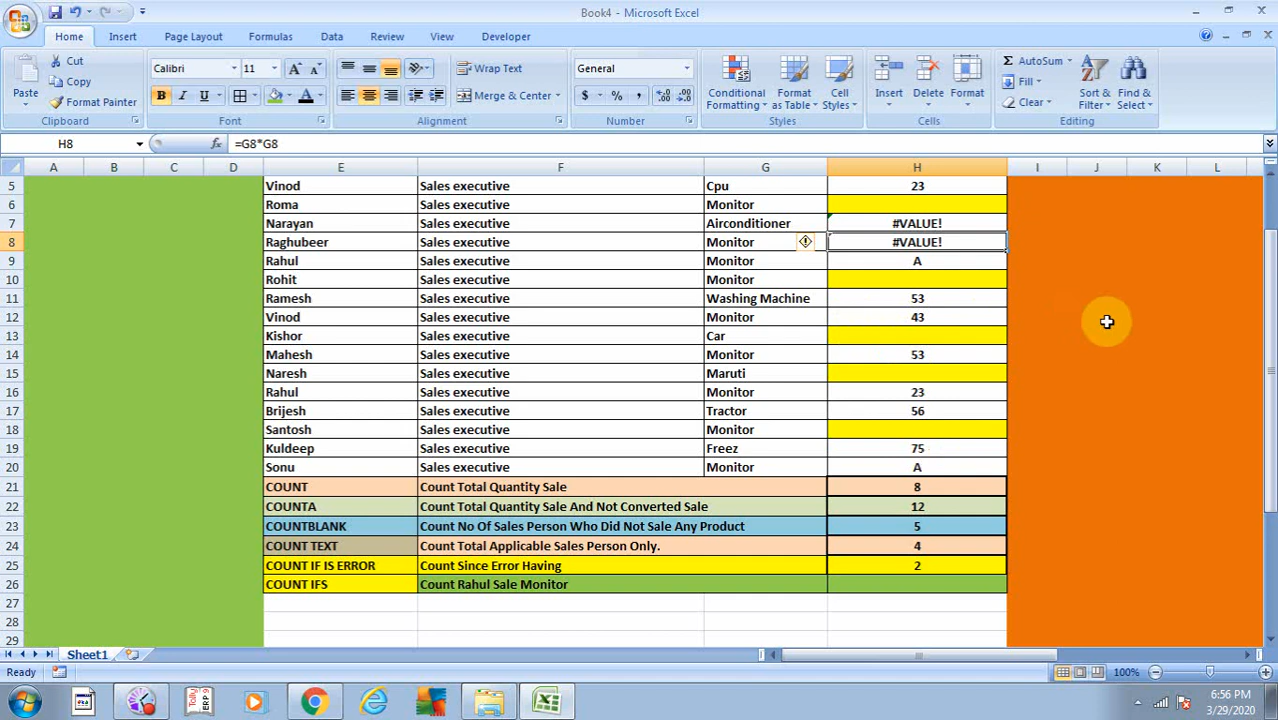 Book4 - Microsoft Excel
Home Insert Page Layout Formulas Data Review View Developer
Paste Cut Copy Format Painter
Calibri 11
B I U A A A
Wrap Text
Merge & Center
General
$ % ,
Conditional Formatting Format as Table Cell Styles
Insert Delete Format
Σ AutoSum Fill Clear
Sort & Filter Find & Select
Clipboard Font Alignment Number Styles Cells Editing
H8 fx =G8*G8
A B C D E F G H I J K L
5 Vinod Sales executive Cpu 23
6 Roma Sales executive Monitor
7 Narayan Sales executive Airconditioner #VALUE!
8 Raghubeer Sales executive Monitor #VALUE!
9 Rahul Sales executive Monitor A
10 Rohit Sales executive Monitor
11 Ramesh Sales executive Washing Machine 53
12 Vinod Sales executive Monitor 43
13 Kishor Sales executive Car
14 Mahesh Sales executive Monitor 53
15 Naresh Sales executive Maruti
16 Rahul Sales executive Monitor 23
17 Brijesh Sales executive Tractor 56
18 Santosh Sales executive Monitor
19 Kuldeep Sales executive Freez 75
20 Sonu Sales executive Monitor A
21 COUNT Count Total Quantity Sale 8
22 COUNTA Count Total Quantity Sale And Not Converted Sale 12
23 COUNTBLANK Count No Of Sales Person Who Did Not Sale Any Product 5
24 COUNT TEXT Count Total Applicable Sales Person Only. 4
25 COUNT IF IS ERROR Count Since Error Having 2
26 COUNT IFS Count Rahul Sale Monitor
27
28
29
Sheet1
Ready 100%
Tally ERP 9
6:56 PM
3/29/2020